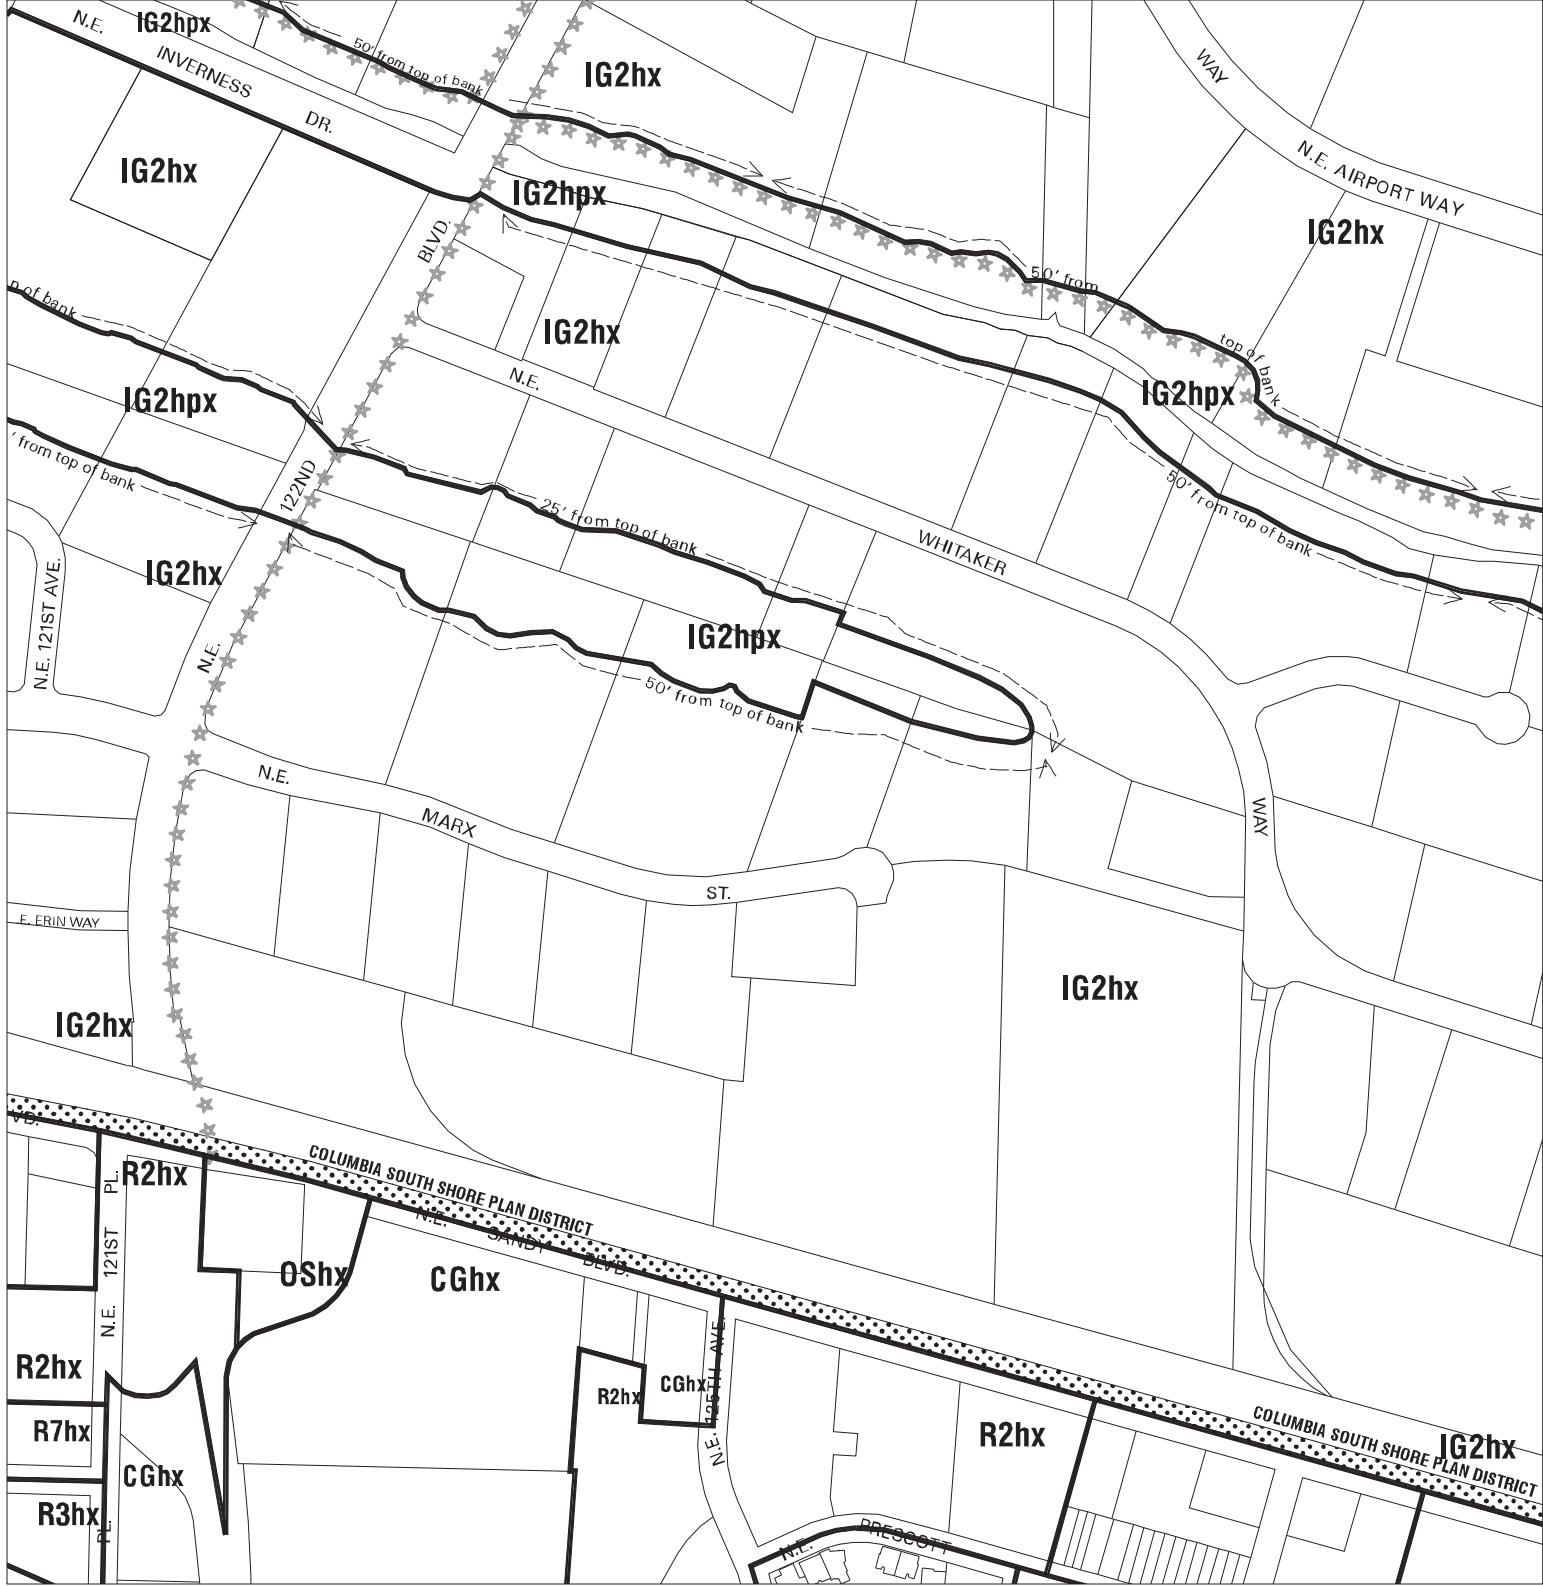 N.E.
IG2hpx
INVERNESS
DR.
50' from top of bank
IG2hx
WAY
N.E. AIRPORT WAY
IG2hx
IG2hpx
BLVD.
IG2hx
50' from
top of bank
of bank
IG2hx
N.E.
IG2hpx
IG2hpx
' from top of bank
122ND
25' from top of bank
50' from top of bank
WHITAKER
N.E. 121ST AVE.
IG2hx
N.E.
IG2hpx
50' from top of bank
N.E.
MARX
WAY
ST.
E. ERIN WAY
IG2hx
IG2hx
VD.
COLUMBIA SOUTH SHORE PLAN DISTRICT
R2hx
N.E. 121ST PL.
N.E. SANDY BLVD.
OShx
CGhx
R2hx
R2hx
CGhx
N.E. 125TH AVE.
R7hx
R2hx
COLUMBIA SOUTH SHORE PLAN DISTRICT
IG2hx
CGhx
R3hx
PL.
N.E. PRESCOTT